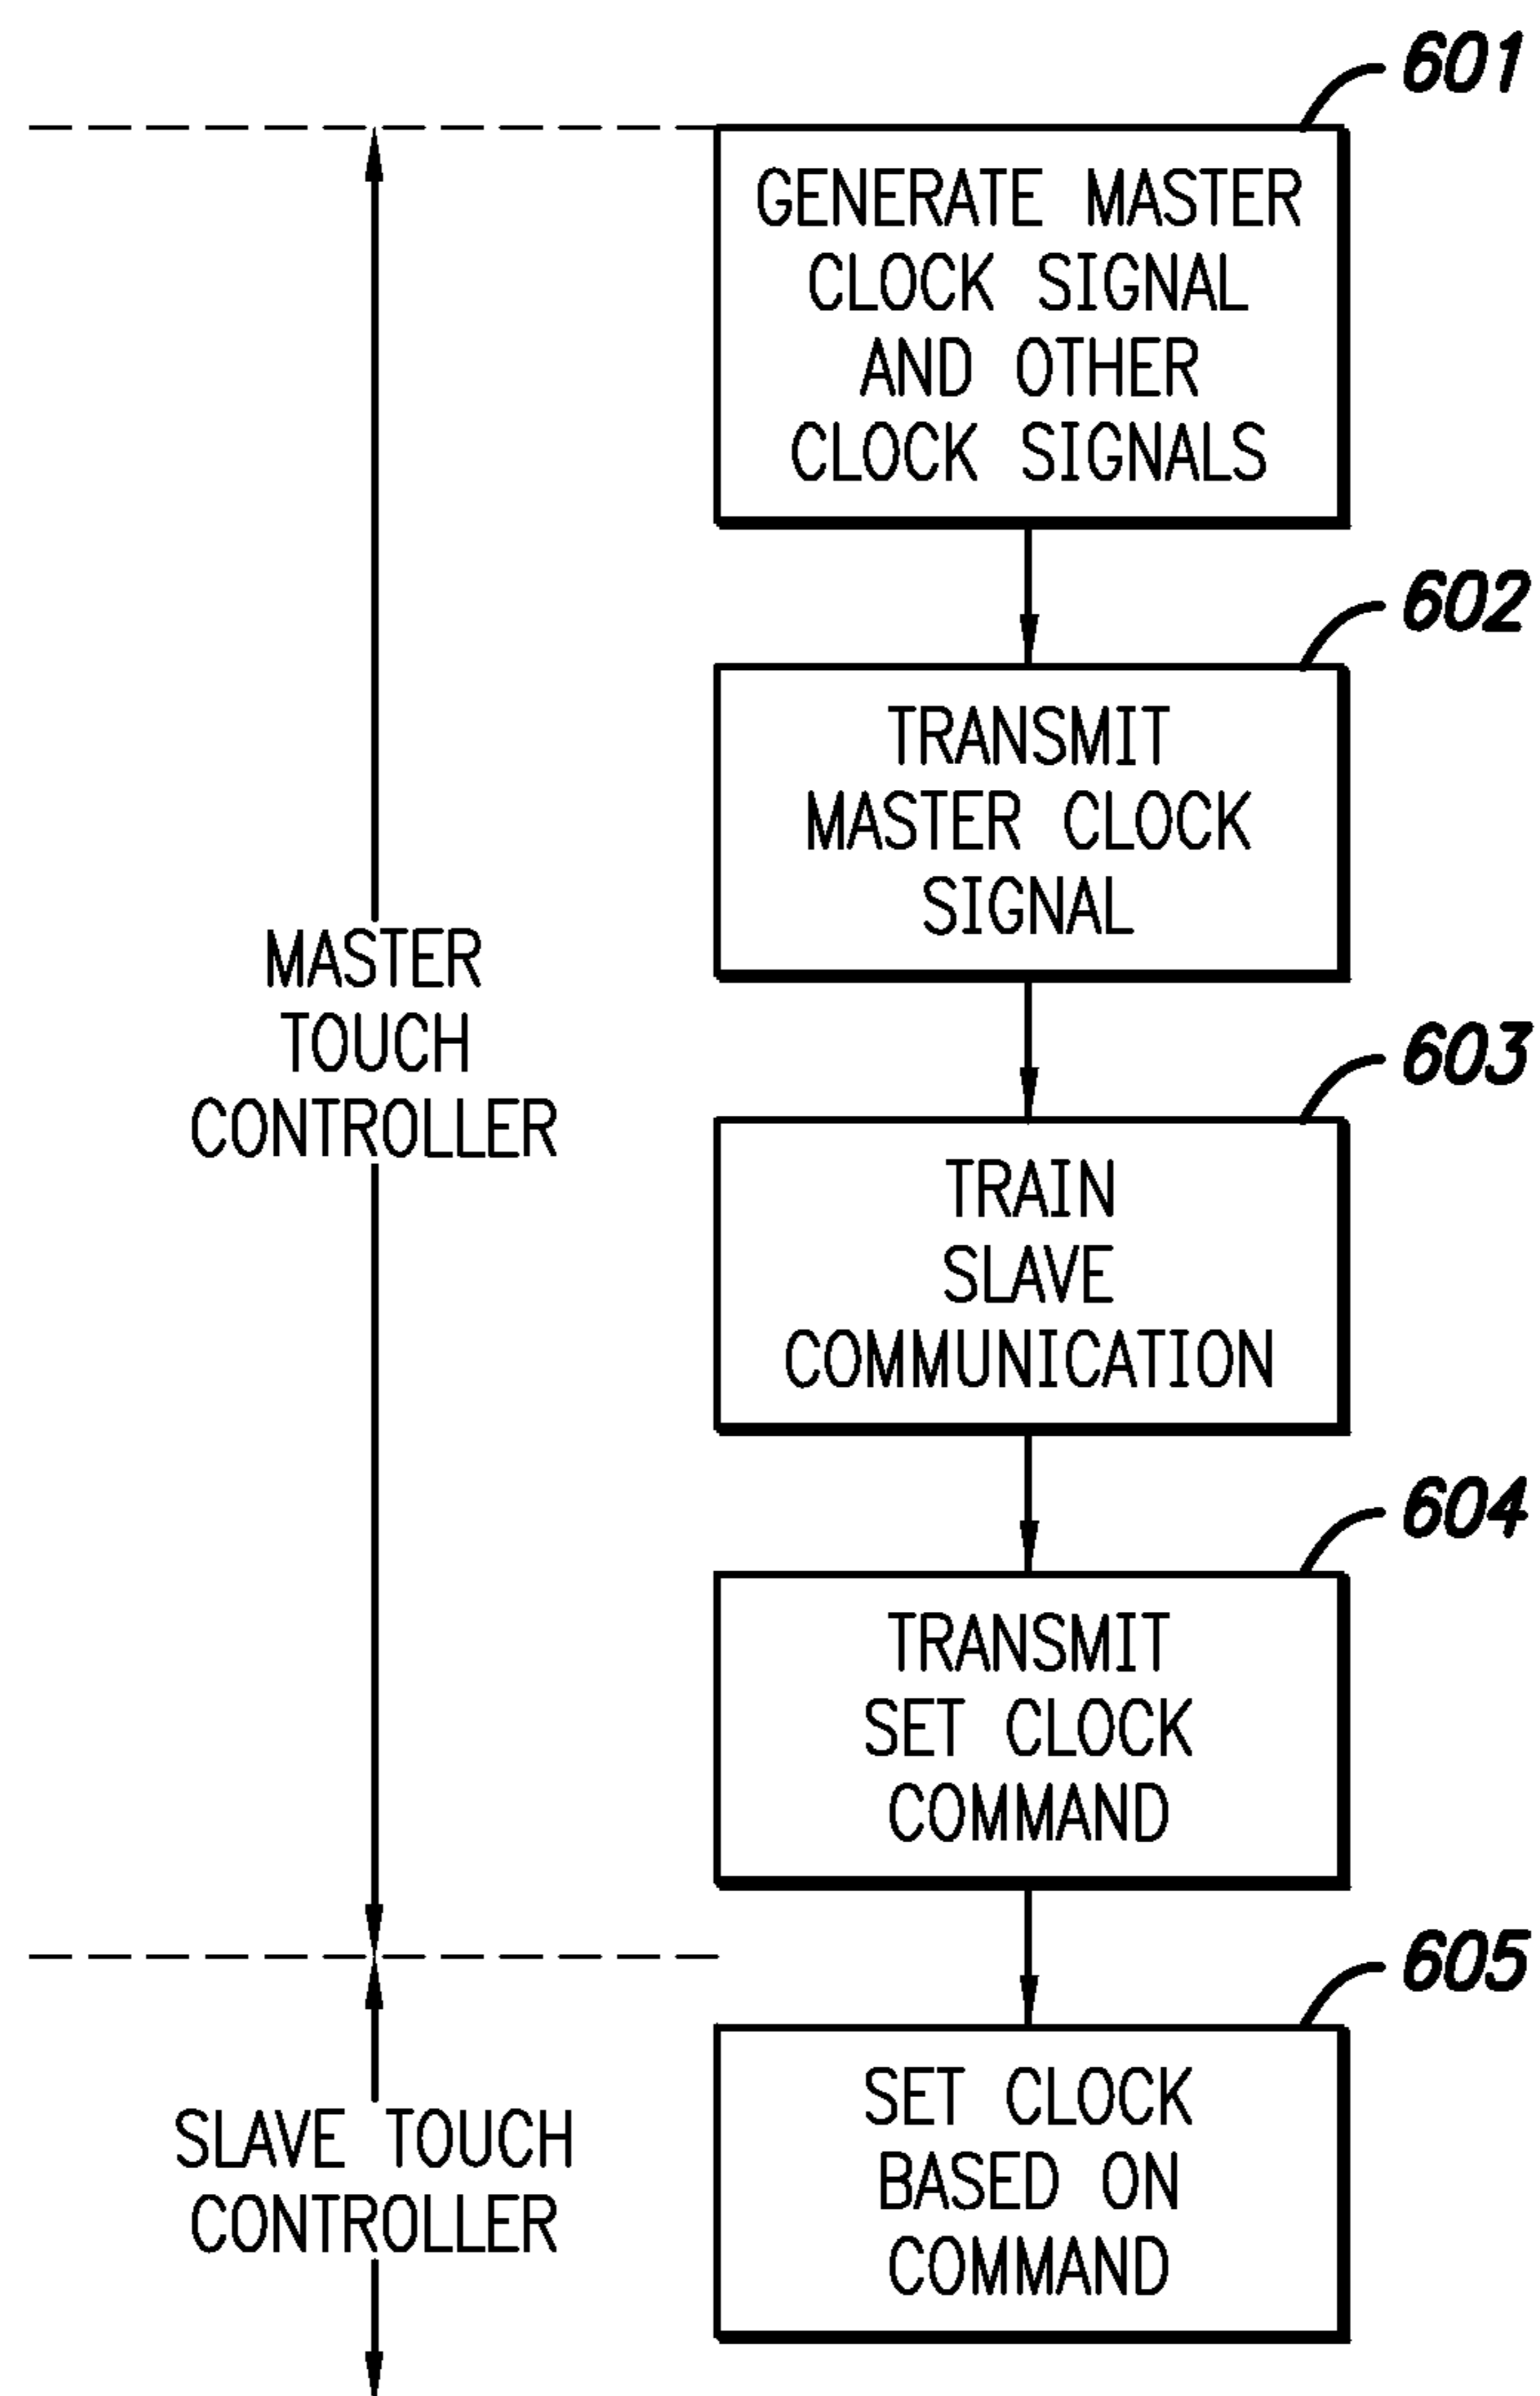 601
GENERATE MASTER
CLOCK SIGNAL
AND OTHER
CLOCK SIGNALS
602
TRANSMIT
MASTER CLOCK
SIGNAL
MASTER
TOUCH
CONTROLLER
603
TRAIN
SLAVE
COMMUNICATION
604
TRANSMIT
SET CLOCK
COMMAND
605
SET CLOCK
BASED ON
COMMAND
SLAVE TOUCH
CONTROLLER